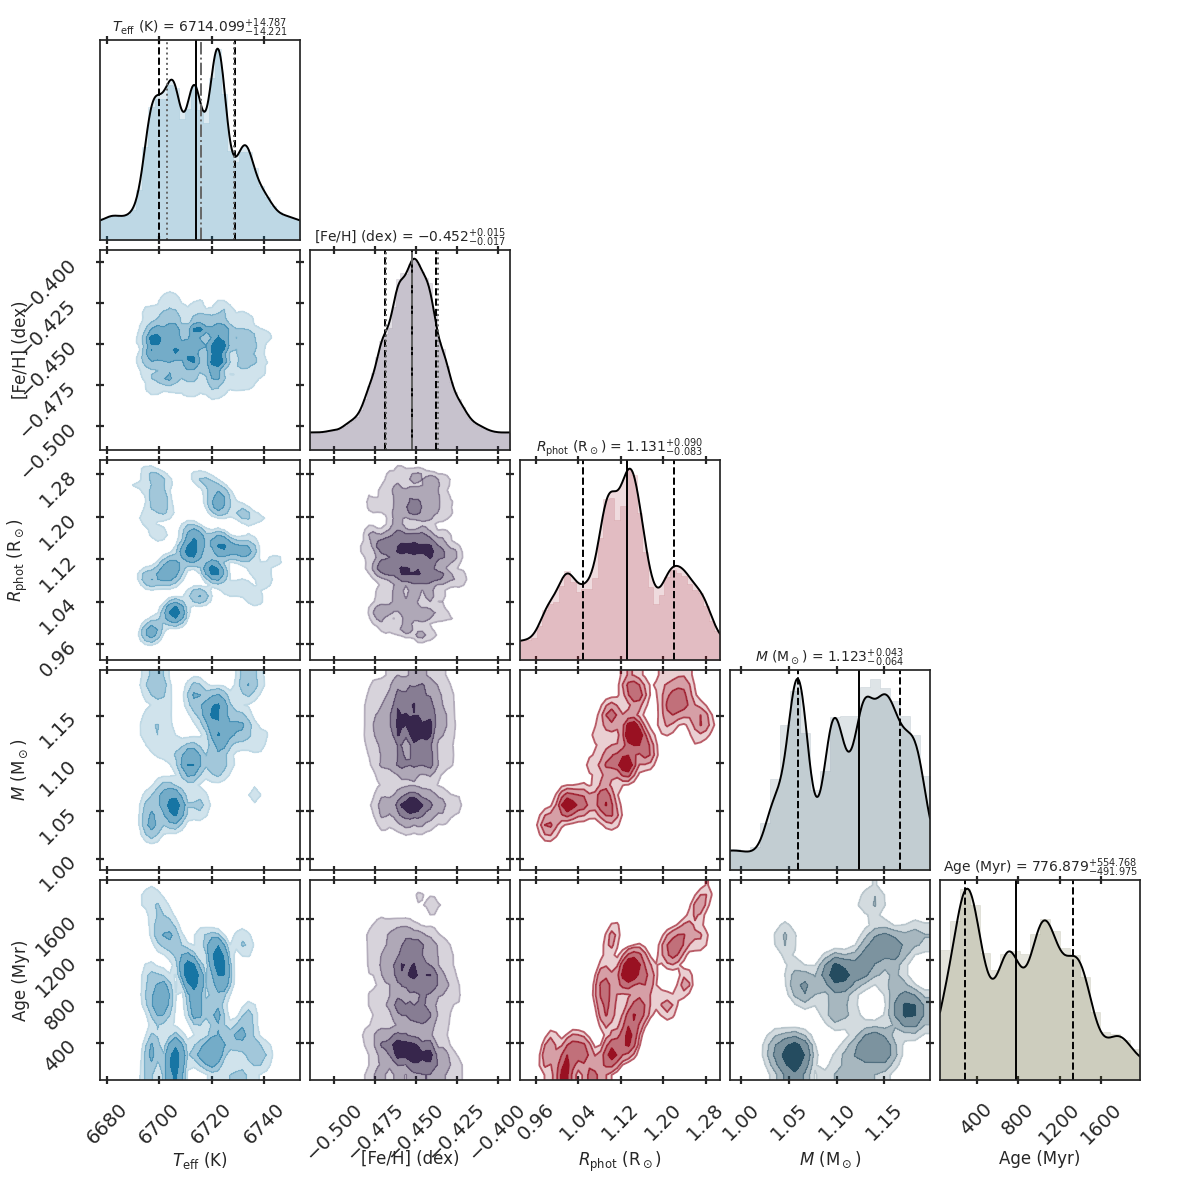 T_eff (K) = 6714.099 +14.787 −14.221
[Fe/H] (dex) = −0.452 +0.015 −0.017
−0.400
−0.425
−0.450
−0.475
−0.500
[Fe/H] (dex)
R_phot (R_⊙) = 1.131 +0.090 −0.083
1.28
1.20
1.12
1.04
0.96
R_phot (R_⊙)
M (M_⊙) = 1.123 +0.043 −0.064
1.15
1.10
1.05
1.00
M (M_⊙)
Age (Myr) = 776.879 +554.768 −491.975
1600
1200
800
400
Age (Myr)
6680 6700 6720 6740
−0.500 −0.475 −0.450 −0.425 −0.400
0.96 1.04 1.12 1.20 1.28
1.00 1.05 1.10 1.15
400 800 1200 1600
T_eff (K)
[Fe/H] (dex)
R_phot (R_⊙)
M (M_⊙)
Age (Myr)